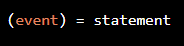 (event) = statement